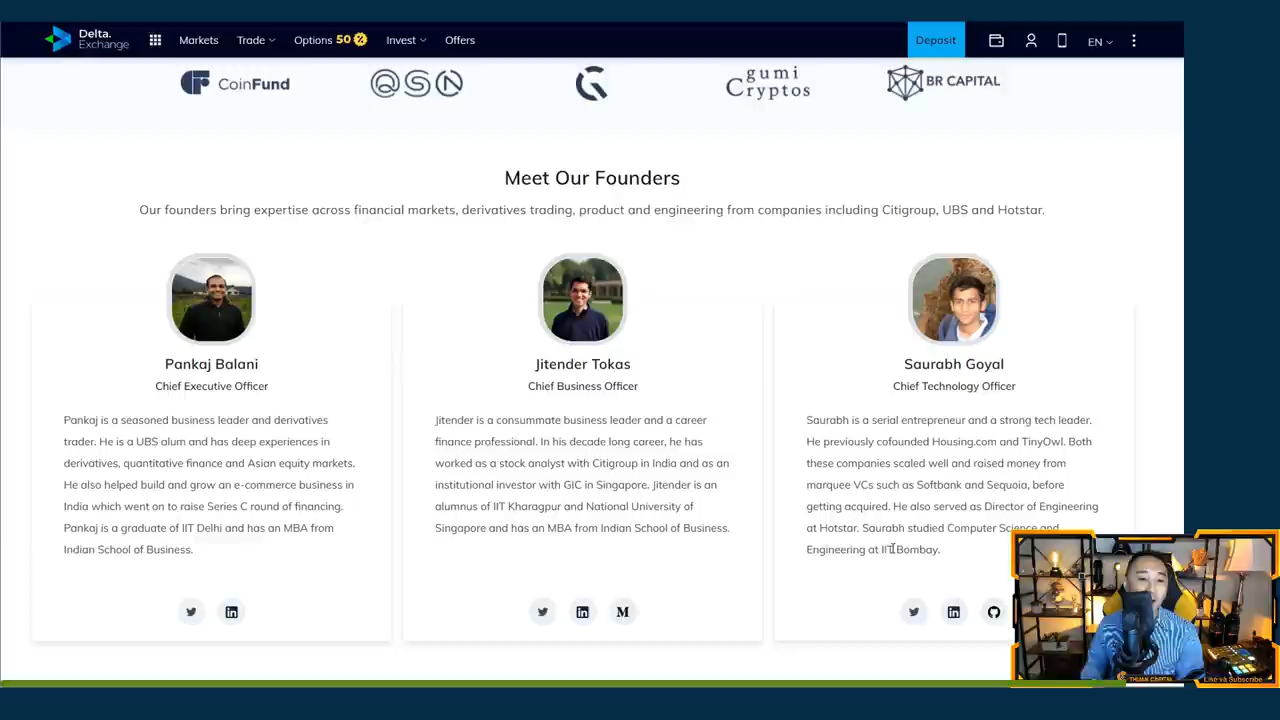 Delta.
Exchange
Markets
Trade
Options 50
Invest
Offers
Deposit
EN
CoinFund
QSN
gumi
Cryptos
BR CAPITAL
Meet Our Founders
Our founders bring expertise across financial markets, derivatives trading, product and engineering from companies including Citigroup, UBS and Hotstar.
Pankaj Balani
Chief Executive Officer
Pankaj is a seasoned business leader and derivatives
trader. He is a UBS alum and has deep experiences in
derivatives, quantitative finance and Asian equity markets.
He also helped build and grow an e-commerce business in
India which went on to raise Series C round of financing.
Pankaj is a graduate of IIT Delhi and has an MBA from
Indian School of Business.
Jitender Tokas
Chief Business Officer
Jitender is a consummate business leader and a career
finance professional. In his decade long career, he has
worked as a stock analyst with Citigroup in India and as an
institutional investor with GIC in Singapore. Jitender is an
alumnus of IIT Kharagpur and National University of
Singapore and has an MBA from Indian School of Business.
Saurabh Goyal
Chief Technology Officer
Saurabh is a serial entrepreneur and a strong tech leader.
He previously cofounded Housing.com and TinyOwl. Both
these companies scaled well and raised money from
marquee VCs such as Softbank and Sequoia, before
getting acquired. He also served as Director of Engineering
at Hotstar. Saurabh studied Computer Science and
Engineering at IIT Bombay.
THUAN CAPITAL
Like và Subscribe